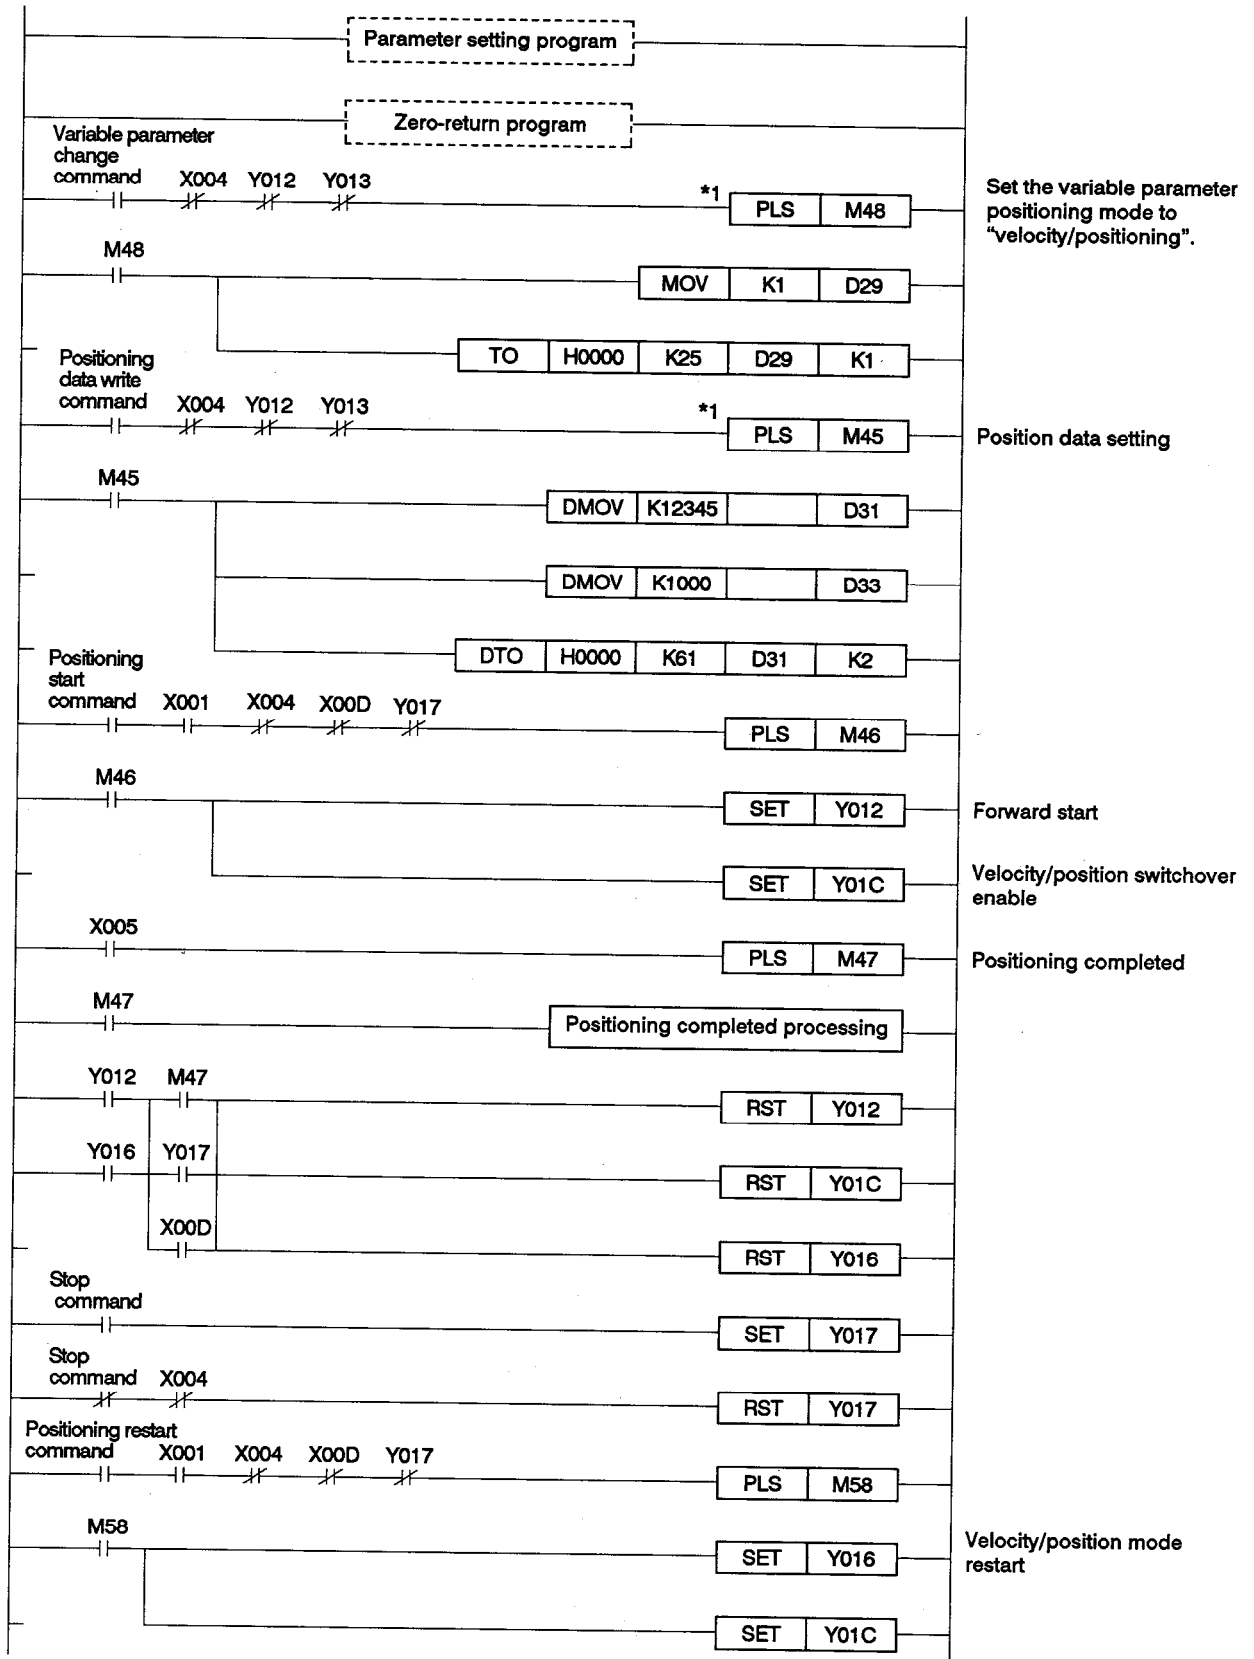 Parameter setting program
Zero-return program
Variable parameter
change
command X004 Y012 Y013
*1 PLS M48
Set the variable parameter
positioning mode to
“velocity/positioning”.
M48
MOV K1 D29
TO H0000 K25 D29 K1
Positioning
data write
command X004 Y012 Y013
*1 PLS M45
Position data setting
M45
DMOV K12345 D31
DMOV K1000 D33
DTO H0000 K61 D31 K2
Positioning
start
command X001 X004 X00D Y017
PLS M46
M46
SET Y012
Forward start
SET Y01C
Velocity/position switchover
enable
X005
PLS M47
Positioning completed
M47
Positioning completed processing
Y012 M47
RST Y012
Y016 Y017
RST Y01C
X00D
RST Y016
Stop
command
SET Y017
Stop
command X004
RST Y017
Positioning restart
command X001 X004 X00D Y017
PLS M58
M58
SET Y016
Velocity/position mode
restart
SET Y01C